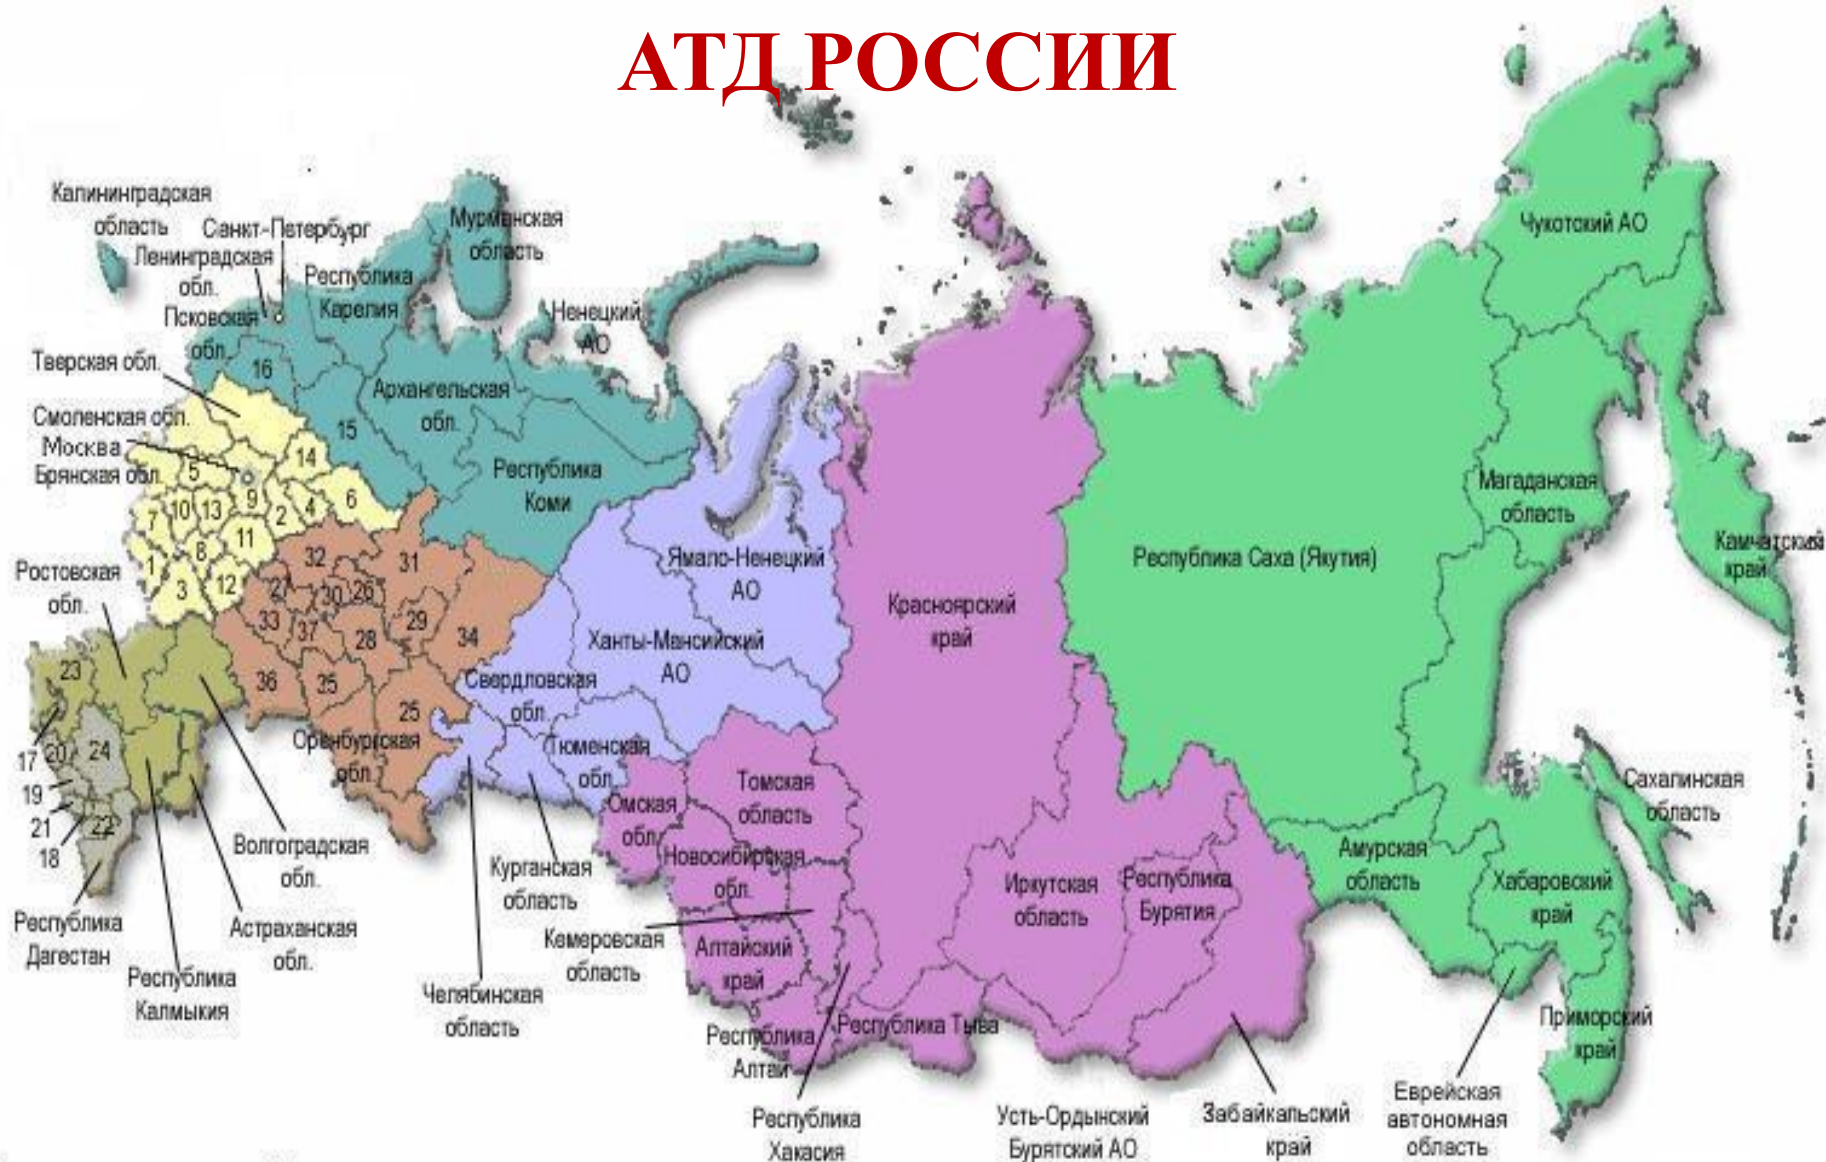 АТД РОССИИ
Калининградская
область
Санкт-Петербург
Ленинградская
обл.
Псковская
обл.
Мурманская
область
Республика
Карелия
Ненецкий
АО
Чукотский АО
Тверская обл.
Смоленская обл.
Москва
Брянская обл.
16
15
Архангельская
обл.
Республика
Коми
14
5
6
9
4
2
10
13
7
11
8
1
3
12
Магаданская
область
Камчатский
край
Республика Саха (Якутия)
Ямало-Ненецкий
АО
Красноярский
край
Ханты-Мансийский
АО
Ростовская
обл.
32
31
27
30
26
33
37
28
29
34
36
35
25
23
Свердловская
обл.
Оренбургская
обл.
Тюменская
обл.
17
20
24
19
21
22
18
Омская
обл.
Томская
область
Новосибирская
обл.
Сахалинская
область
Амурская
область
Хабаровский
край
Иркутская
область
Республика
Бурятия
Волгоградская
обл.
Курганская
область
Республика
Дагестан
Астраханская
обл.
Кемеровская
область
Алтайский
край
Республика
Калмыкия
Челябинская
область
Республика
Алтай
Республика Тыва
Приморский
край
Республика
Хакасия
Усть-Ордынский
Бурятский АО
Забайкальский
край
Еврейская
автономная
область